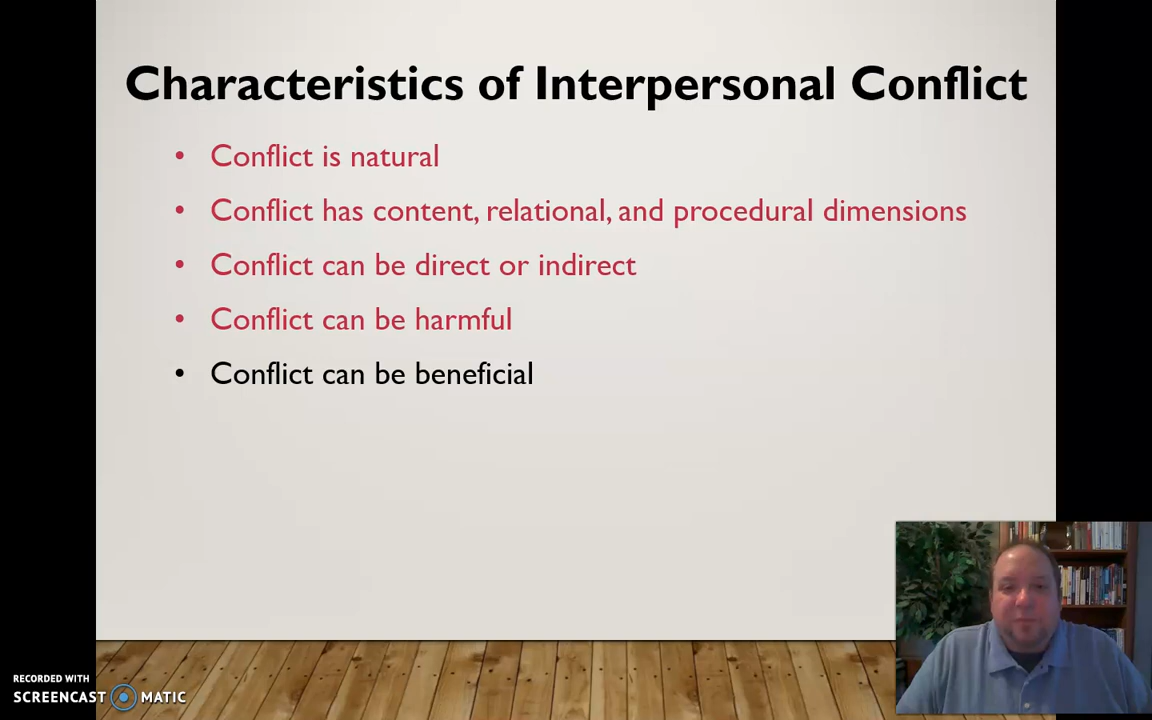 Characteristics of Interpersonal Conflict
• Conflict is natural
• Conflict has content, relational, and procedural dimensions
• Conflict can be direct or indirect
• Conflict can be harmful
• Conflict can be beneficial
RECORDED WITH
SCREENCAST MATIC